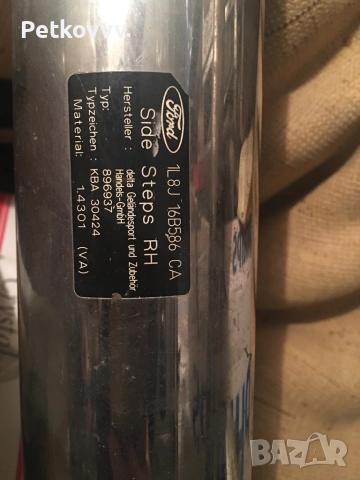 Petkovvv.
Ford
1L8J 16B586 CA
Side Steps RH
Hersteller : delta Geländesport und Zubehör
Handels-GmbH
Typ: 896937
Typzeichen : KBA 30424
Material: 1.4301 (VA)
BAZAR